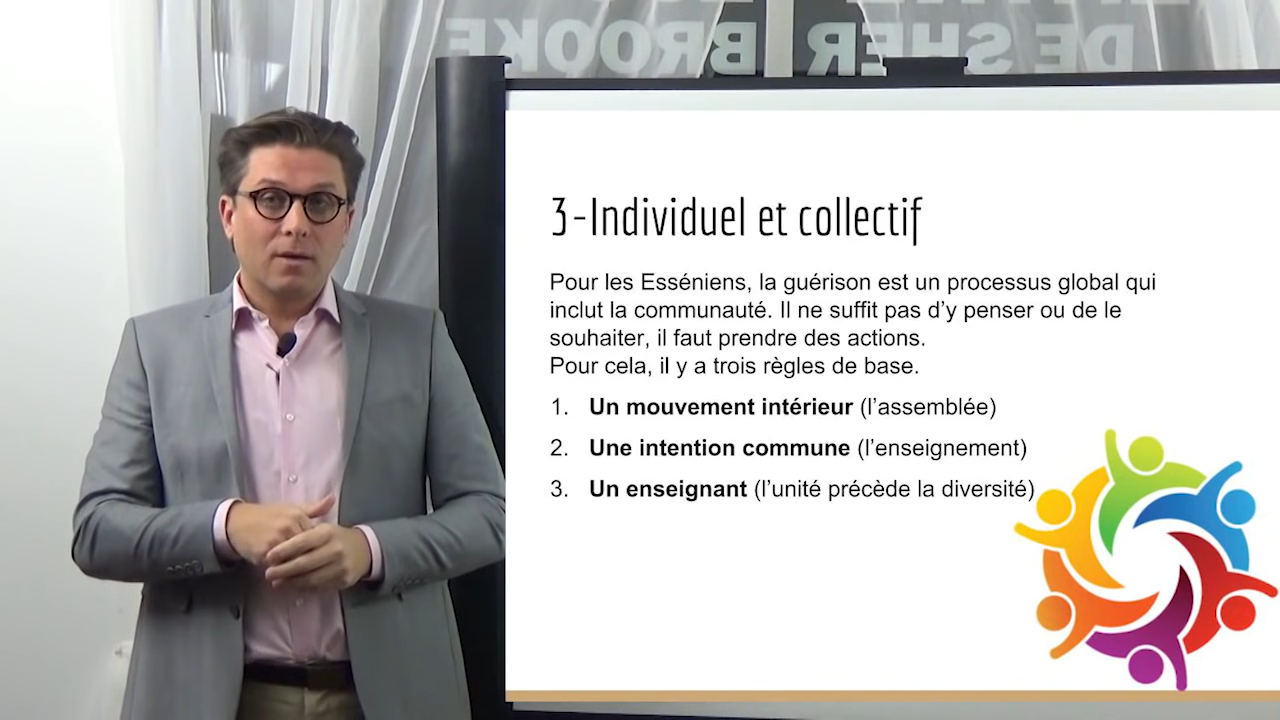 DE SHERBROOKE
3-Individuel et collectif
Pour les Esséniens, la guérison est un processus global qui
inclut la communauté. Il ne suffit pas d’y penser ou de le
souhaiter, il faut prendre des actions.
Pour cela, il y a trois règles de base.
1. Un mouvement intérieur (l’assemblée)
2. Une intention commune (l’enseignement)
3. Un enseignant (l’unité précède la diversité)